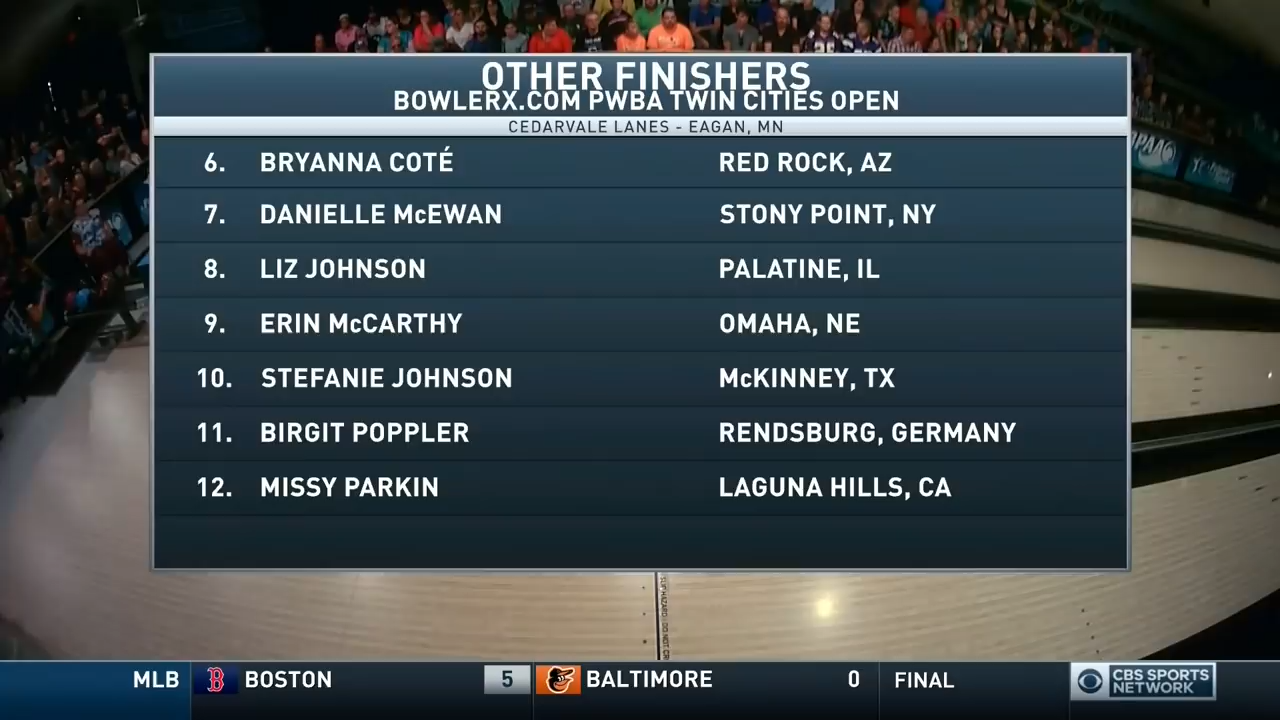 OTHER FINISHERS
BOWLERX.COM PWBA TWIN CITIES OPEN
CEDARVALE LANES - EAGAN, MN
6. BRYANNA COTÉ RED ROCK, AZ
7. DANIELLE McEWAN STONY POINT, NY
8. LIZ JOHNSON PALATINE, IL
9. ERIN McCARTHY OMAHA, NE
10. STEFANIE JOHNSON McKINNEY, TX
11. BIRGIT POPPLER RENDSBURG, GERMANY
12. MISSY PARKIN LAGUNA HILLS, CA
MLB B BOSTON 5 BALTIMORE 0 FINAL CBS SPORTS NETWORK